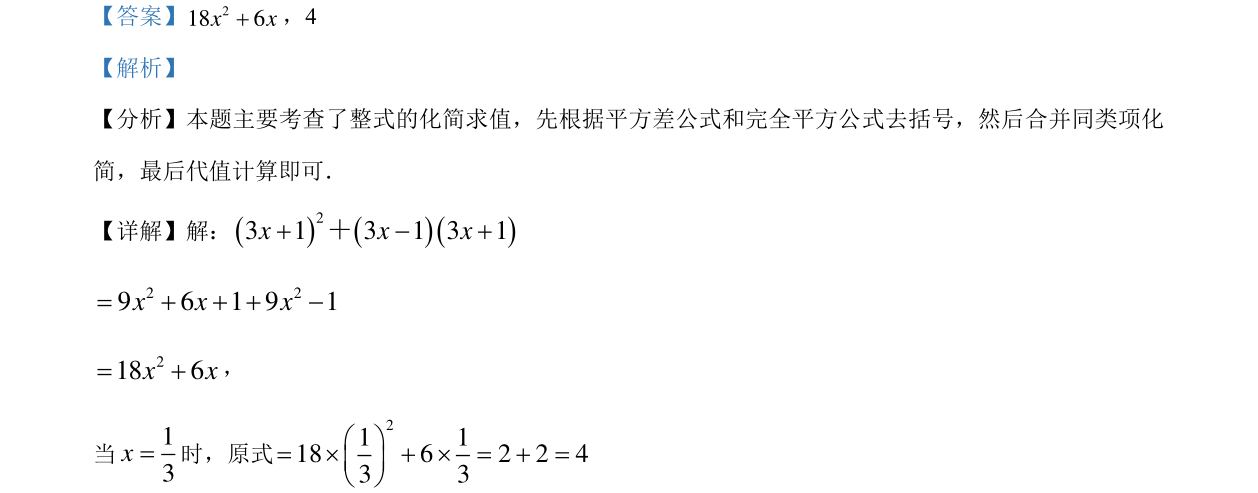 【答案】18x² + 6x，4
【解析】
【分析】本题主要考查了整式的化简求值，先根据平方差公式和完全平方公式去括号，然后合并同类项化
简，最后代值计算即可．
【详解】解：(3x+1)²＋(3x−1)(3x+1)
=9x²+6x+1+9x²−1
=18x²+6x，
当 x=1/3 时，原式=18×(1/3)²+6×1/3=2+2=4